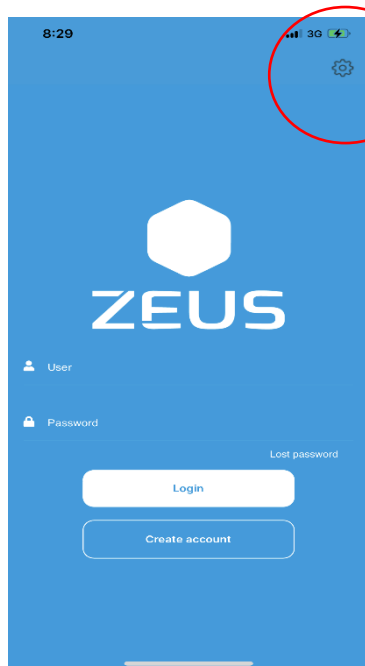 8:29 3G
ZEUS
User
Password
Lost password
Login
Create account